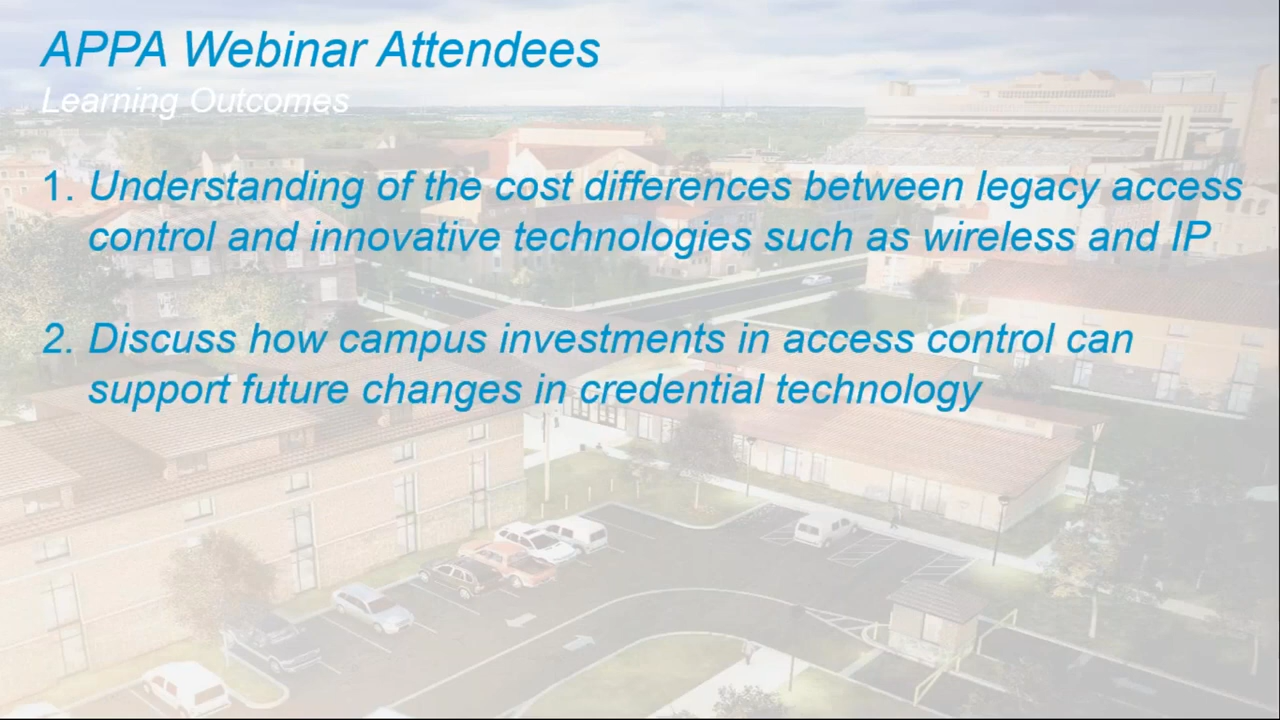 APPA Webinar Attendees
Learning Outcomes
1. Understanding of the cost differences between legacy access
control and innovative technologies such as wireless and IP
2. Discuss how campus investments in access control can
support future changes in credential technology